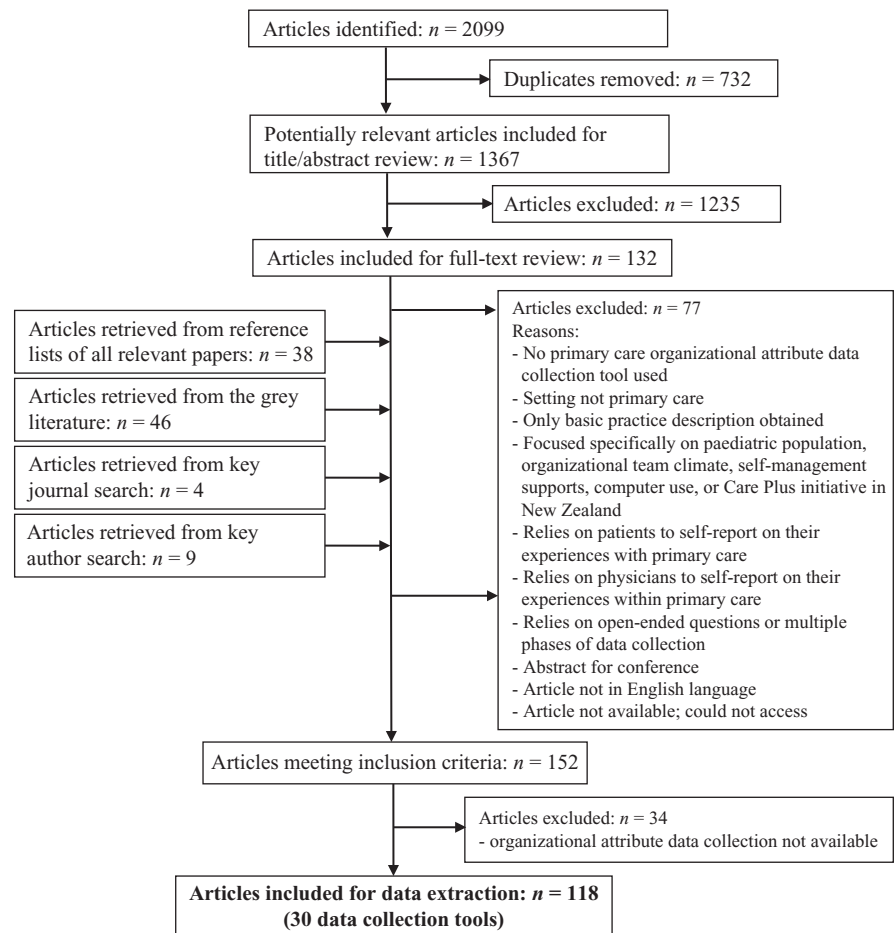 Articles identified: n = 2099
Duplicates removed: n = 732
Potentially relevant articles included for
title/abstract review: n = 1367
Articles excluded: n = 1235
Articles included for full-text review: n = 132
Articles retrieved from reference
lists of all relevant papers: n = 38
Articles retrieved from the grey
literature: n = 46
Articles retrieved from key
journal search: n = 4
Articles retrieved from key
author search: n = 9
Articles excluded: n = 77
Reasons:
- No primary care organizational attribute data
collection tool used
- Setting not primary care
- Only basic practice description obtained
- Focused specifically on paediatric population,
organizational team climate, self-management
supports, computer use, or Care Plus initiative in
New Zealand
- Relies on patients to self-report on their
experiences with primary care
- Relies on physicians to self-report on their
experiences within primary care
- Relies on open-ended questions or multiple
phases of data collection
- Abstract for conference
- Article not in English language
- Article not available; could not access
Articles meeting inclusion criteria: n = 152
Articles excluded: n = 34
- organizational attribute data collection not available
Articles included for data extraction: n = 118
(30 data collection tools)